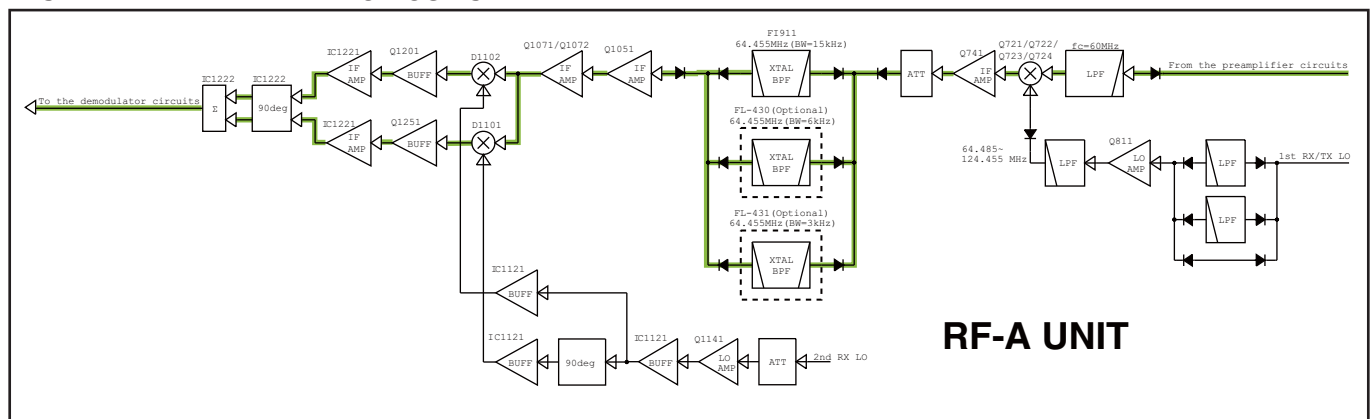 FI911
64.455MHz(BW=15kHz)
XTAL
BPF
FL-430(Optional)
64.455MHz(BW=6kHz)
XTAL
BPF
FL-431(Optional)
64.455MHz(BW=3kHz)
XTAL
BPF
IC1222
Σ
IC1222
90deg
To the demodulator circuits
IC1221
IF
AMP
Q1201
BUFF
D1102
IC1221
IF
AMP
Q1251
BUFF
D1101
Q1071/Q1072
IF
AMP
Q1051
IF
AMP
ATT
Q741
IF
AMP
Q721/Q722/
Q723/Q724
fc=60MHz
LPF
From the preamplifier circuits
64.485~
124.455 MHz
LPF
Q811
LO
AMP
LPF
1st RX/TX LO
LPF
IC1121
BUFF
IC1121
BUFF
90deg
IC1121
BUFF
Q1141
LO
AMP
ATT
2nd RX LO
RF-A UNIT